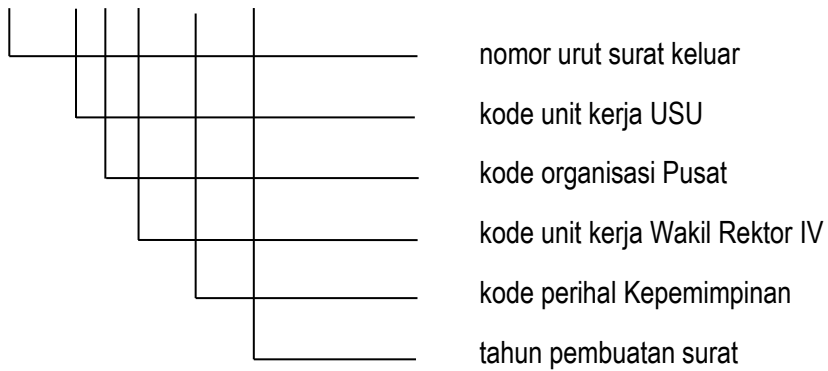 nomor urut surat keluar
kode unit kerja USU
kode organisasi Pusat
kode unit kerja Wakil Rektor IV
kode perihal Kepemimpinan
tahun pembuatan surat